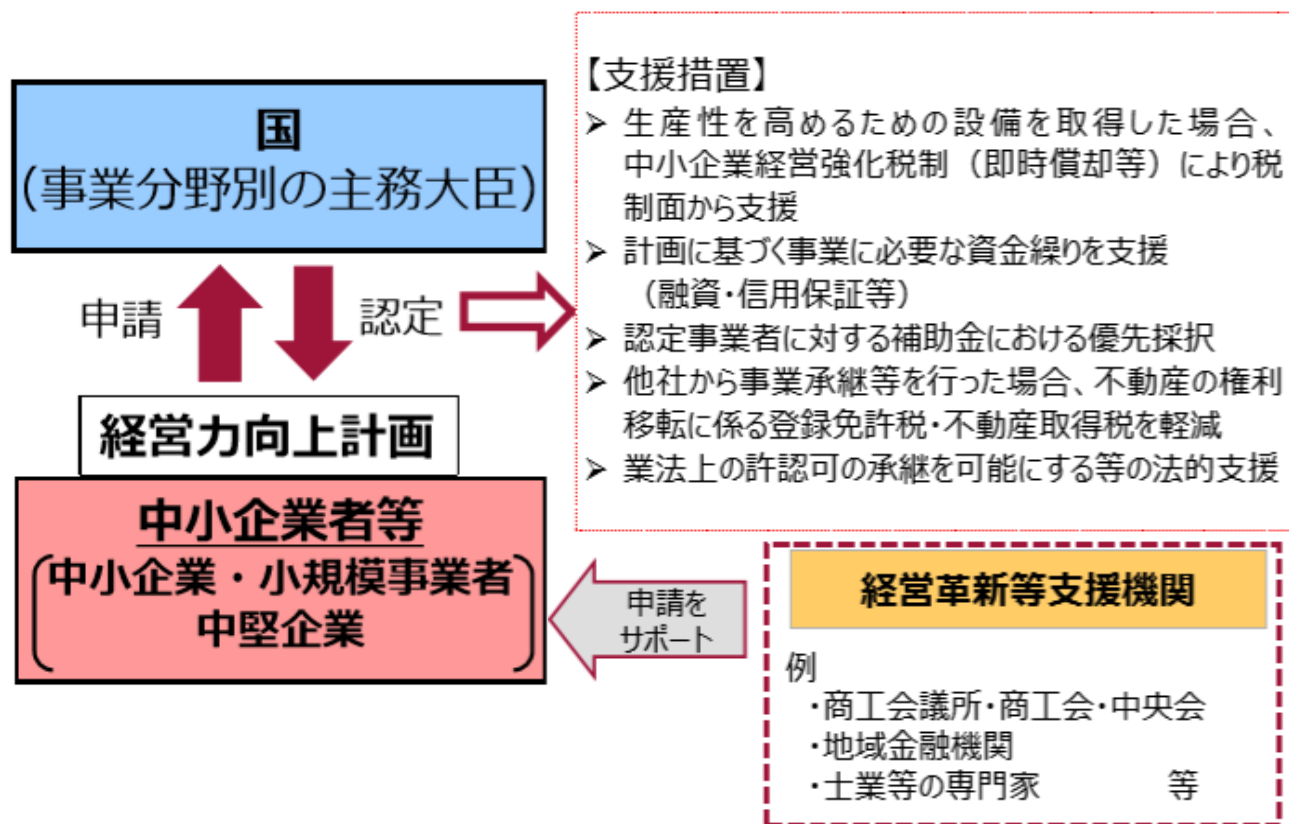 国
（事業分野別の主務大臣）
申請
認定
経営力向上計画
中小企業者等
中小企業・小規模事業者
中堅企業
【支援措置】
➢ 生産性を高めるための設備を取得した場合、
中小企業経営強化税制（即時償却等）により税
制面から支援
➢ 計画に基づく事業に必要な資金繰りを支援
（融資・信用保証等）
➢ 認定事業者に対する補助金における優先採択
➢ 他社から事業承継等を行った場合、不動産の権利
移転に係る登録免許税・不動産取得税を軽減
➢ 業法上の許認可の承継を可能にする等の法的支援
申請を
サポート
経営革新等支援機関
例
・商工会議所・商工会・中央会
・地域金融機関
・士業等の専門家　　　　等